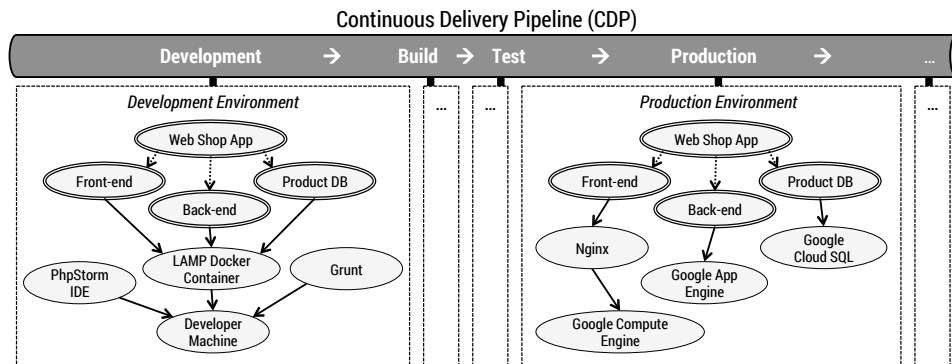 Continuous Delivery Pipeline (CDP)
Development → Build → Test → Production → ...
Development Environment
Web Shop App
Front-end
Product DB
Back-end
LAMP Docker
Container
PhpStorm
IDE
Grunt
Developer
Machine
...
...
Production Environment
Web Shop App
Front-end
Product DB
Back-end
Nginx
Google
Cloud SQL
Google App
Engine
Google Compute
Engine
...